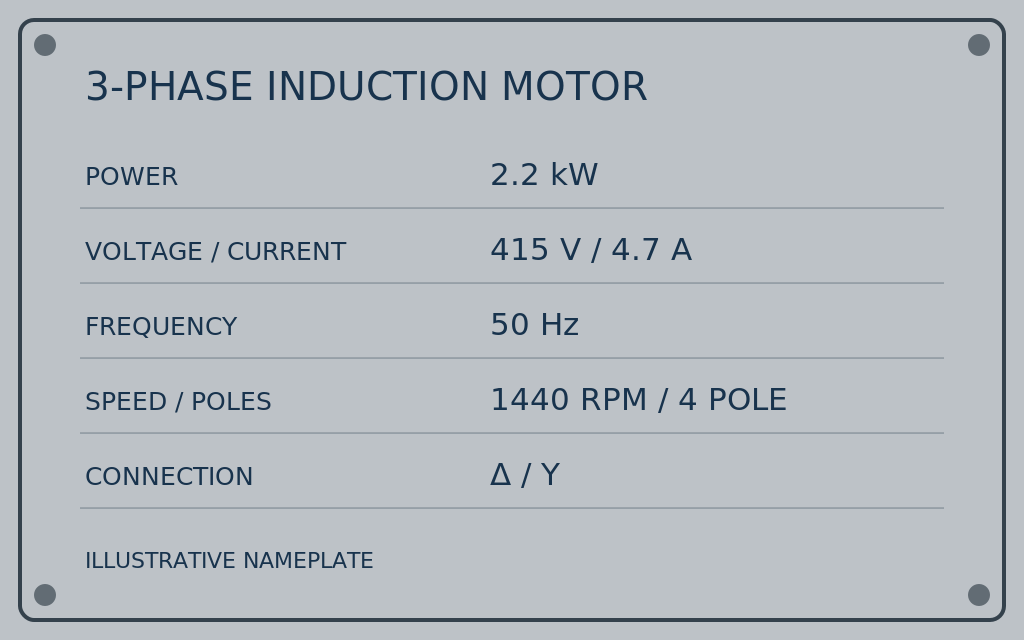 3-PHASE INDUCTION MOTOR
POWER 2.2 kW
VOLTAGE / CURRENT 415 V / 4.7 A
FREQUENCY 50 Hz
SPEED / POLES 1440 RPM / 4 POLE
CONNECTION Δ / Y
ILLUSTRATIVE NAMEPLATE